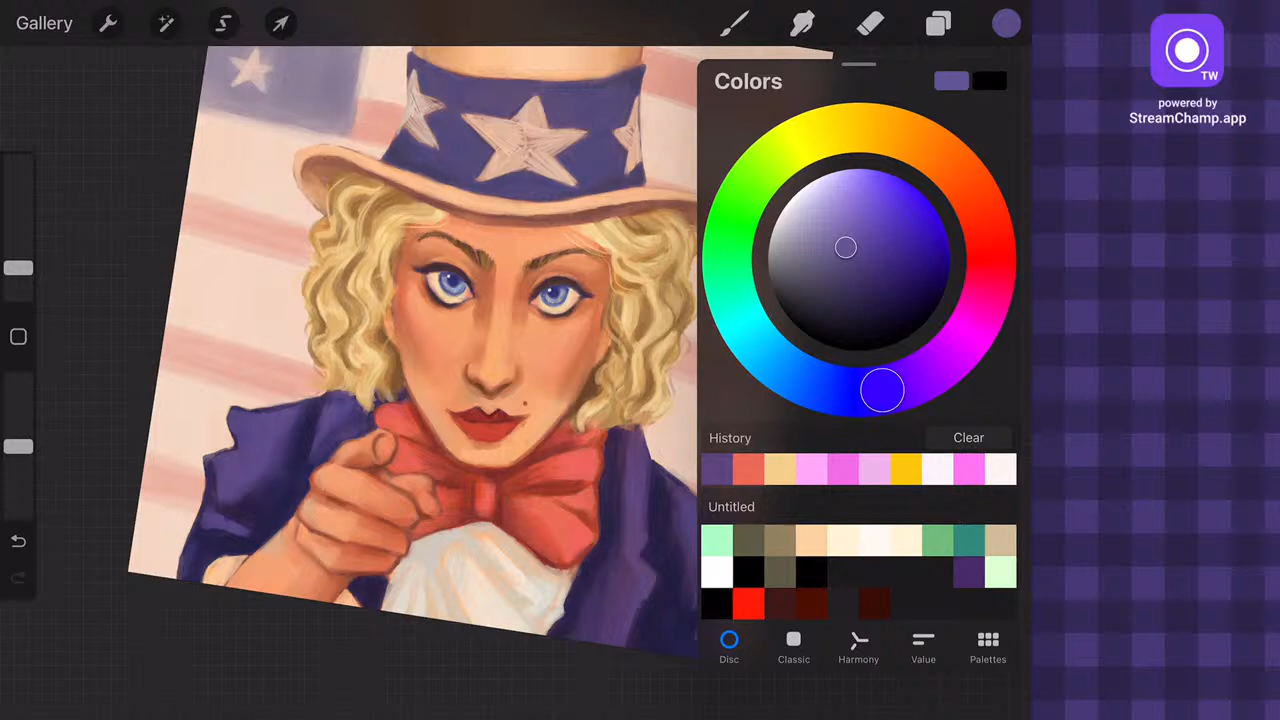 Gallery
TW
powered by
StreamChamp.app
Colors
History
Clear
Untitled
Disc
Classic
Harmony
Value
Palettes